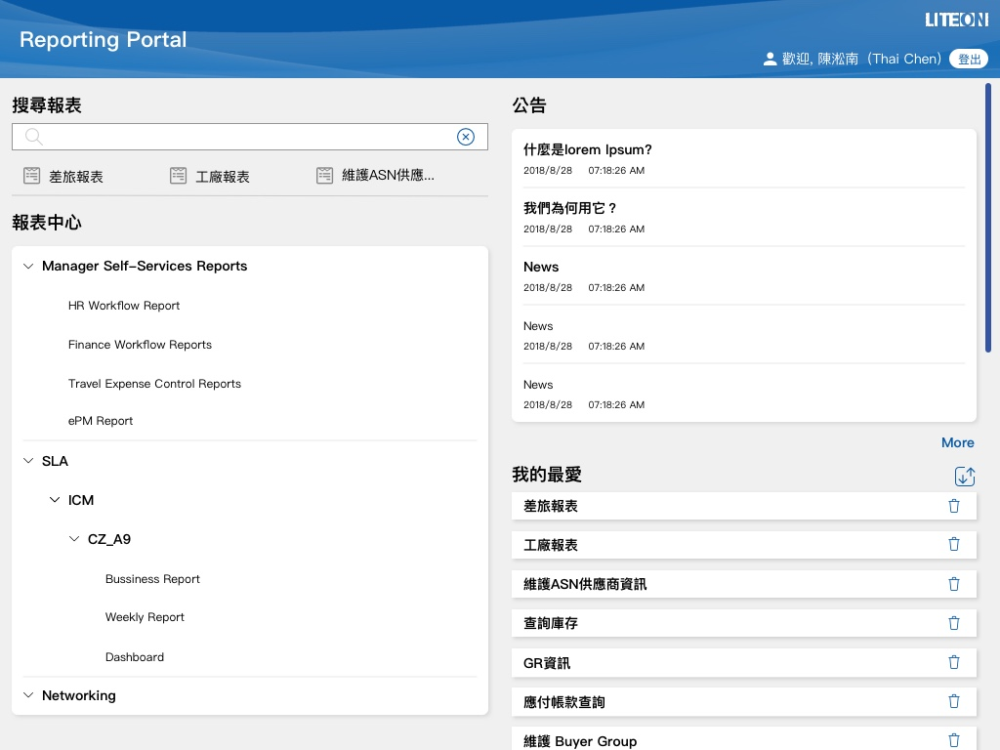 LITEON
Reporting Portal
歡迎, 陳淞南（Thai Chen）
登出
搜尋報表
差旅報表
工廠報表
維護ASN供應...
報表中心
Manager Self-Services Reports
HR Workflow Report
Finance Workflow Reports
Travel Expense Control Reports
ePM Report
SLA
ICM
CZ_A9
Bussiness Report
Weekly Report
Dashboard
Networking
公告
什麼是lorem Ipsum?
2018/8/28 07:18:26 AM
我們為何用它？
2018/8/28 07:18:26 AM
News
2018/8/28 07:18:26 AM
News
2018/8/28 07:18:26 AM
News
2018/8/28 07:18:26 AM
More
我的最愛
差旅報表
工廠報表
維護ASN供應商資訊
查詢庫存
GR資訊
應付帳款查詢
維護 Buyer Group